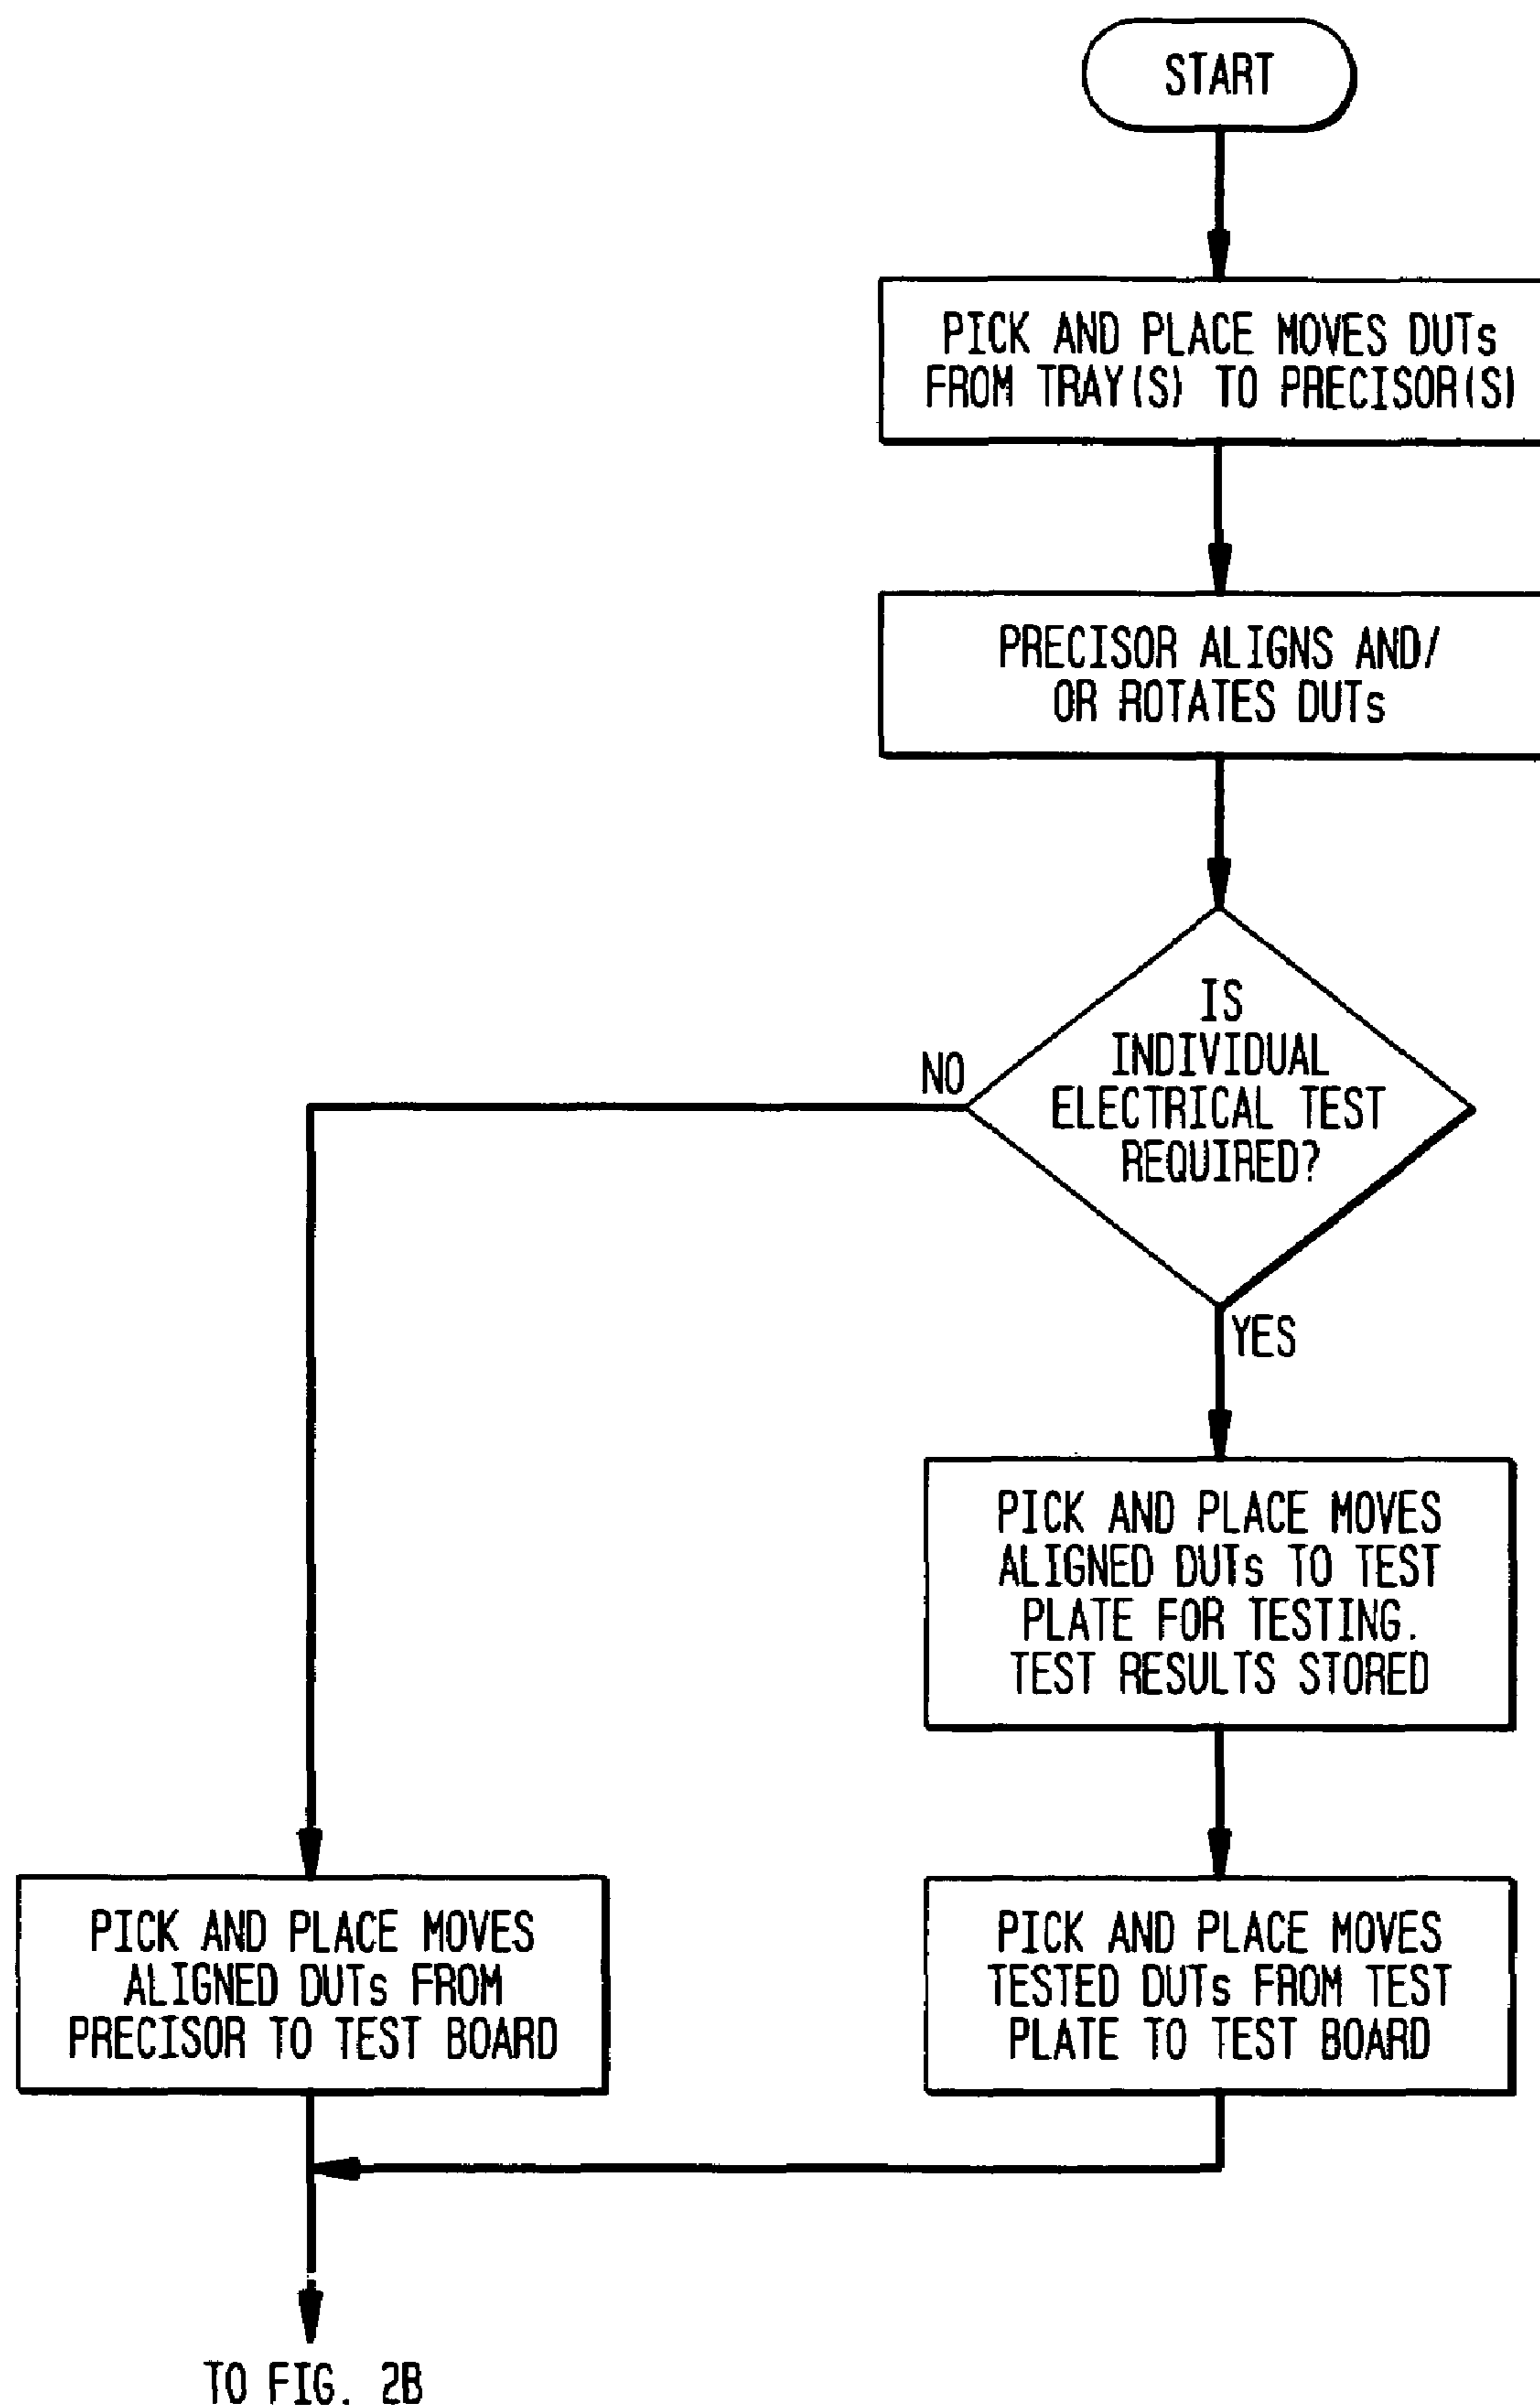 START
PICK AND PLACE MOVES DUTs
FROM TRAY(S) TO PRECISOR(S)
PRECISOR ALIGNS AND/
OR ROTATES DUTs
IS
INDIVIDUAL
ELECTRICAL TEST
REQUIRED?
NO
YES
PICK AND PLACE MOVES
ALIGNED DUTs TO TEST
PLATE FOR TESTING.
TEST RESULTS STORED
PICK AND PLACE MOVES
ALIGNED DUTs FROM
PRECISOR TO TEST BOARD
PICK AND PLACE MOVES
TESTED DUTs FROM TEST
PLATE TO TEST BOARD
TO FIG. 2B